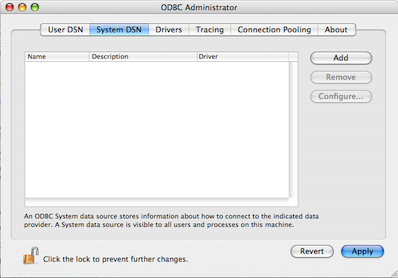 ODBC Administrator
User DSN System DSN Drivers Tracing Connection Pooling About
Name Description Driver
Add
Remove
Configure...
An ODBC System data source stores information about how to connect to the indicated data
provider. A System data source is visible to all users and processes on this machine.
Click the lock to prevent further changes.
Revert Apply